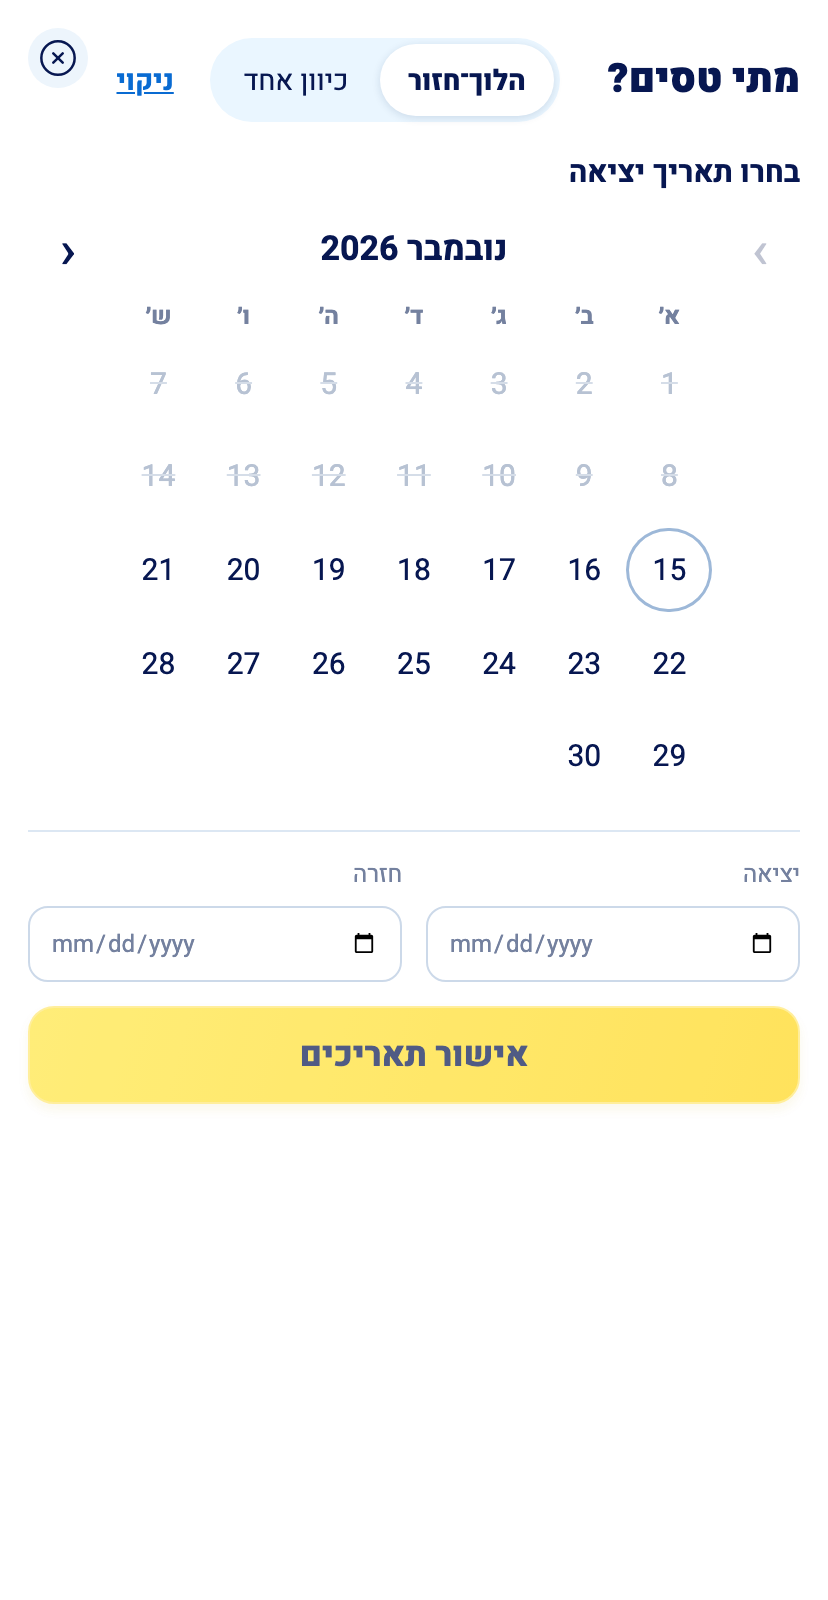 מתי טסים?
הלוך־חזור
כיוון אחד
ניקוי
בחרו תאריך יציאה
נובמבר 2026
א׳ ב׳ ג׳ ד׳ ה׳ ו׳ ש׳
1 2 3 4 5 6 7
8 9 10 11 12 13 14
15 16 17 18 19 20 21
22 23 24 25 26 27 28
29 30
יציאה
mm/dd/yyyy
חזרה
mm/dd/yyyy
אישור תאריכים